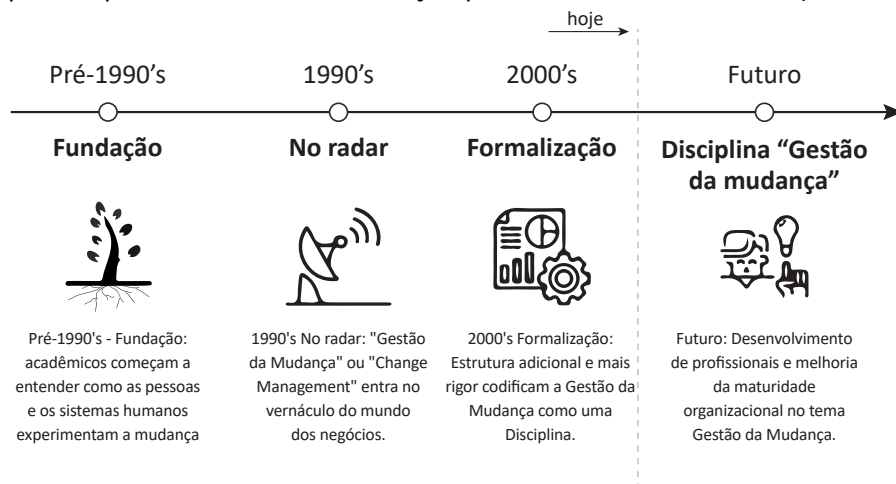 hoje
Pré-1990's
1990's
2000's
Futuro
Fundação
No radar
Formalização
Disciplina “Gestão
da mudança”
Pré-1990's - Fundação:
acadêmicos começam a
entender como as pessoas
e os sistemas humanos
experimentam a mudança
1990's No radar: "Gestão
da Mudança" ou "Change
Management" entra no
vernáculo do mundo
dos negócios.
2000's Formalização:
Estrutura adicional e mais
rigor codificam a Gestão da
Mudança como uma
Disciplina.
Futuro: Desenvolvimento
de profissionais e melhoria
da maturidade
organizacional no tema
Gestão da Mudança.